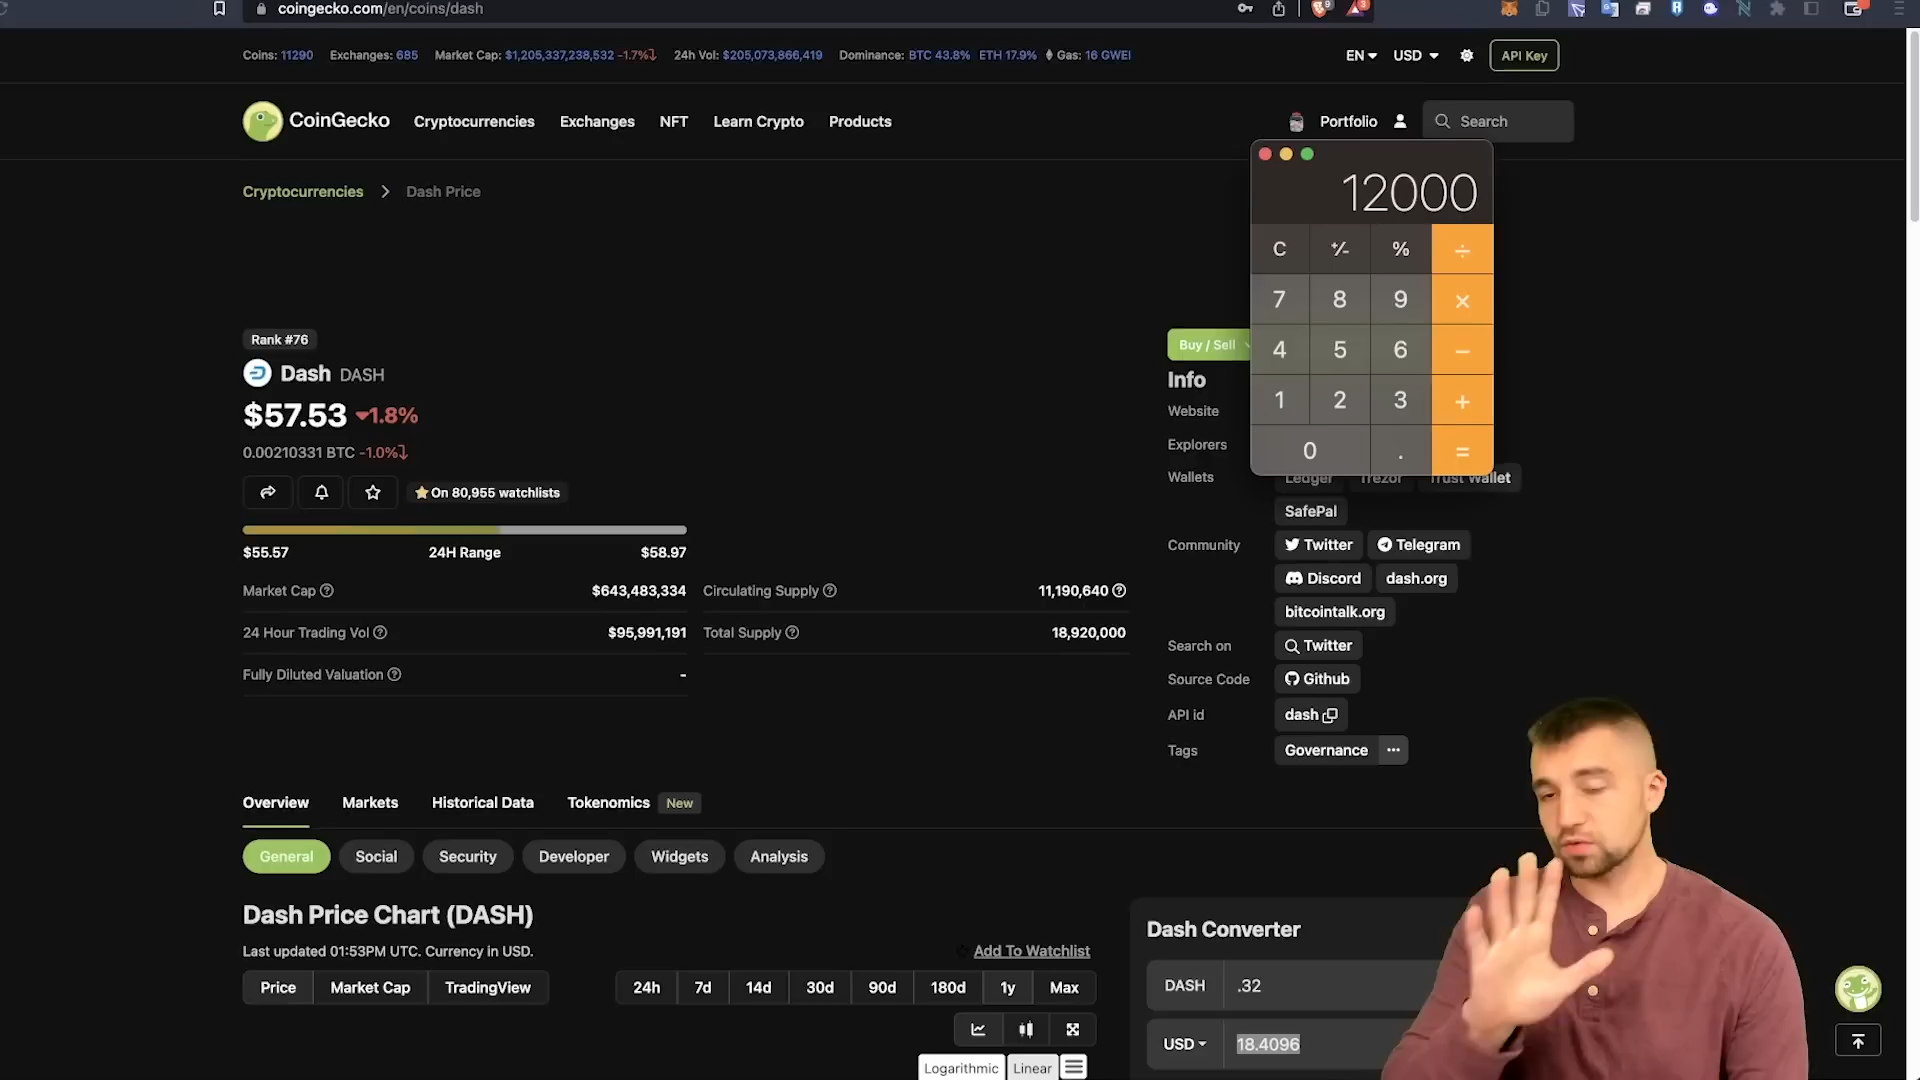 coingecko.com/en/coins/dash
9
3
Coins: 11290 Exchanges: 685 Market Cap: $1,205,337,238,532 -1.7% 24h Vol: $205,073,866,419 Dominance: BTC 43.8% ETH 17.9% Gas: 16 GWEI
EN USD API Key
CoinGecko Cryptocurrencies Exchanges NFT Learn Crypto Products
Portfolio Search
Cryptocurrencies > Dash Price
12000
C +/- % ÷
7 8 9 ×
4 5 6 −
1 2 3 +
0 . =
Rank #76
Dash DASH
$57.53 1.8%
0.00210331 BTC -1.0%
On 80,955 watchlists
$55.57 24H Range $58.97
Market Cap $643,483,334
Circulating Supply 11,190,640
24 Hour Trading Vol $95,991,191
Total Supply 18,920,000
Fully Diluted Valuation -
Buy / Sell
Info
Website
Explorers
Wallets Ledger Trezor Trust Wallet
SafePal
Community Twitter Telegram
Discord dash.org
bitcointalk.org
Search on Twitter
Source Code Github
API id dash
Tags Governance ...
Overview Markets Historical Data Tokenomics New
General Social Security Developer Widgets Analysis
Dash Price Chart (DASH)
Last updated 01:53PM UTC. Currency in USD.
Add To Watchlist
Price Market Cap TradingView
24h 7d 14d 30d 90d 180d 1y Max
Logarithmic Linear
Dash Converter
DASH .32
USD 18.4096